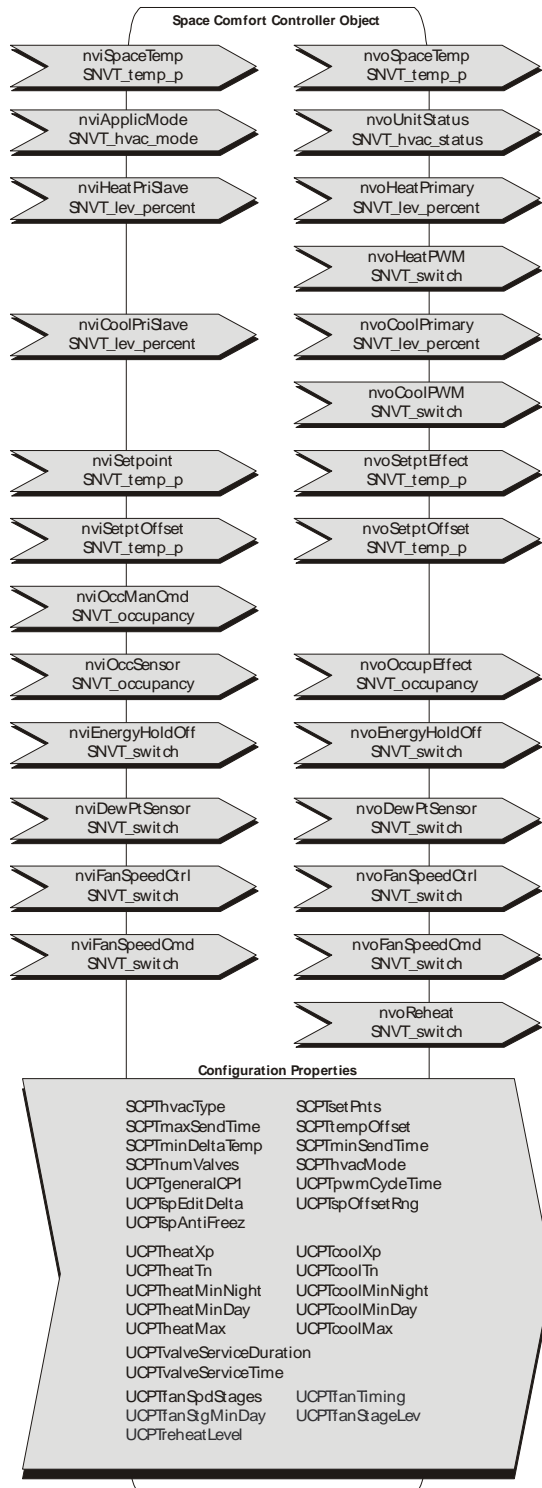 Space Comfort Controller Object
nviSpaceTemp
SNVT_temp_p
nvoSpaceTemp
SNVT_temp_p
nviApplicMode
SNVT_hvac_mode
nvoUnitStatus
SNVT_hvac_status
nviHeatPriSlave
SNVT_lev_percent
nvoHeatPrimary
SNVT_lev_percent
nvoHeatPWM
SNVT_switch
nviCoolPriSlave
SNVT_lev_percent
nvoCoolPrimary
SNVT_lev_percent
nvoCoolPWM
SNVT_switch
nviSetpoint
SNVT_temp_p
nvoSetptEffect
SNVT_temp_p
nviSetptOffset
SNVT_temp_p
nvoSetptOffset
SNVT_temp_p
nviOccManCmd
SNVT_occupancy
nviOccSensor
SNVT_occupancy
nvoOccupEffect
SNVT_occupancy
nviEnergyHoldOff
SNVT_switch
nvoEnergyHoldOff
SNVT_switch
nviDewPtSensor
SNVT_switch
nvoDewPtSensor
SNVT_switch
nviFanSpeedCtrl
SNVT_switch
nvoFanSpeedCtrl
SNVT_switch
nviFanSpeedCmd
SNVT_switch
nvoFanSpeedCmd
SNVT_switch
nvoReheat
SNVT_switch
Configuration Properties
SCPThvacType SCPTsetPnts
SCPTmaxSendTime SCPTtempOffset
SCPTminDeltaTemp SCPTminSendTime
SCPTnumValves SCPThvacMode
UCPTgeneralCP1 UCPTpwmCycleTime
UCPTspEditDelta UCPTspOffsetRng
UCPTspAntiFreez
UCPTheatXp UCPTcoolXp
UCPTheatTn UCPTcoolTn
UCPTheatMinNight UCPTcoolMinNight
UCPTheatMinDay UCPTcoolMinDay
UCPTheatMax UCPTcoolMax
UCPTvalveServiceDuration
UCPTvalveServiceTime
UCPTfanSpdStages UCPTfanTiming
UCPTfanStgMinDay UCPTfanStageLev
UCPTreheatLevel